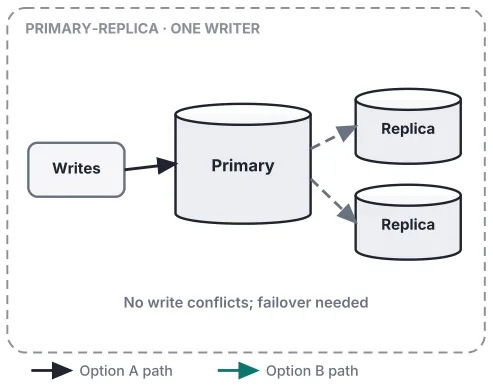 PRIMARY-REPLICA · ONE WRITER
Replica
Writes
Primary
Replica
No write conflicts; failover needed
Option A path
Option B path